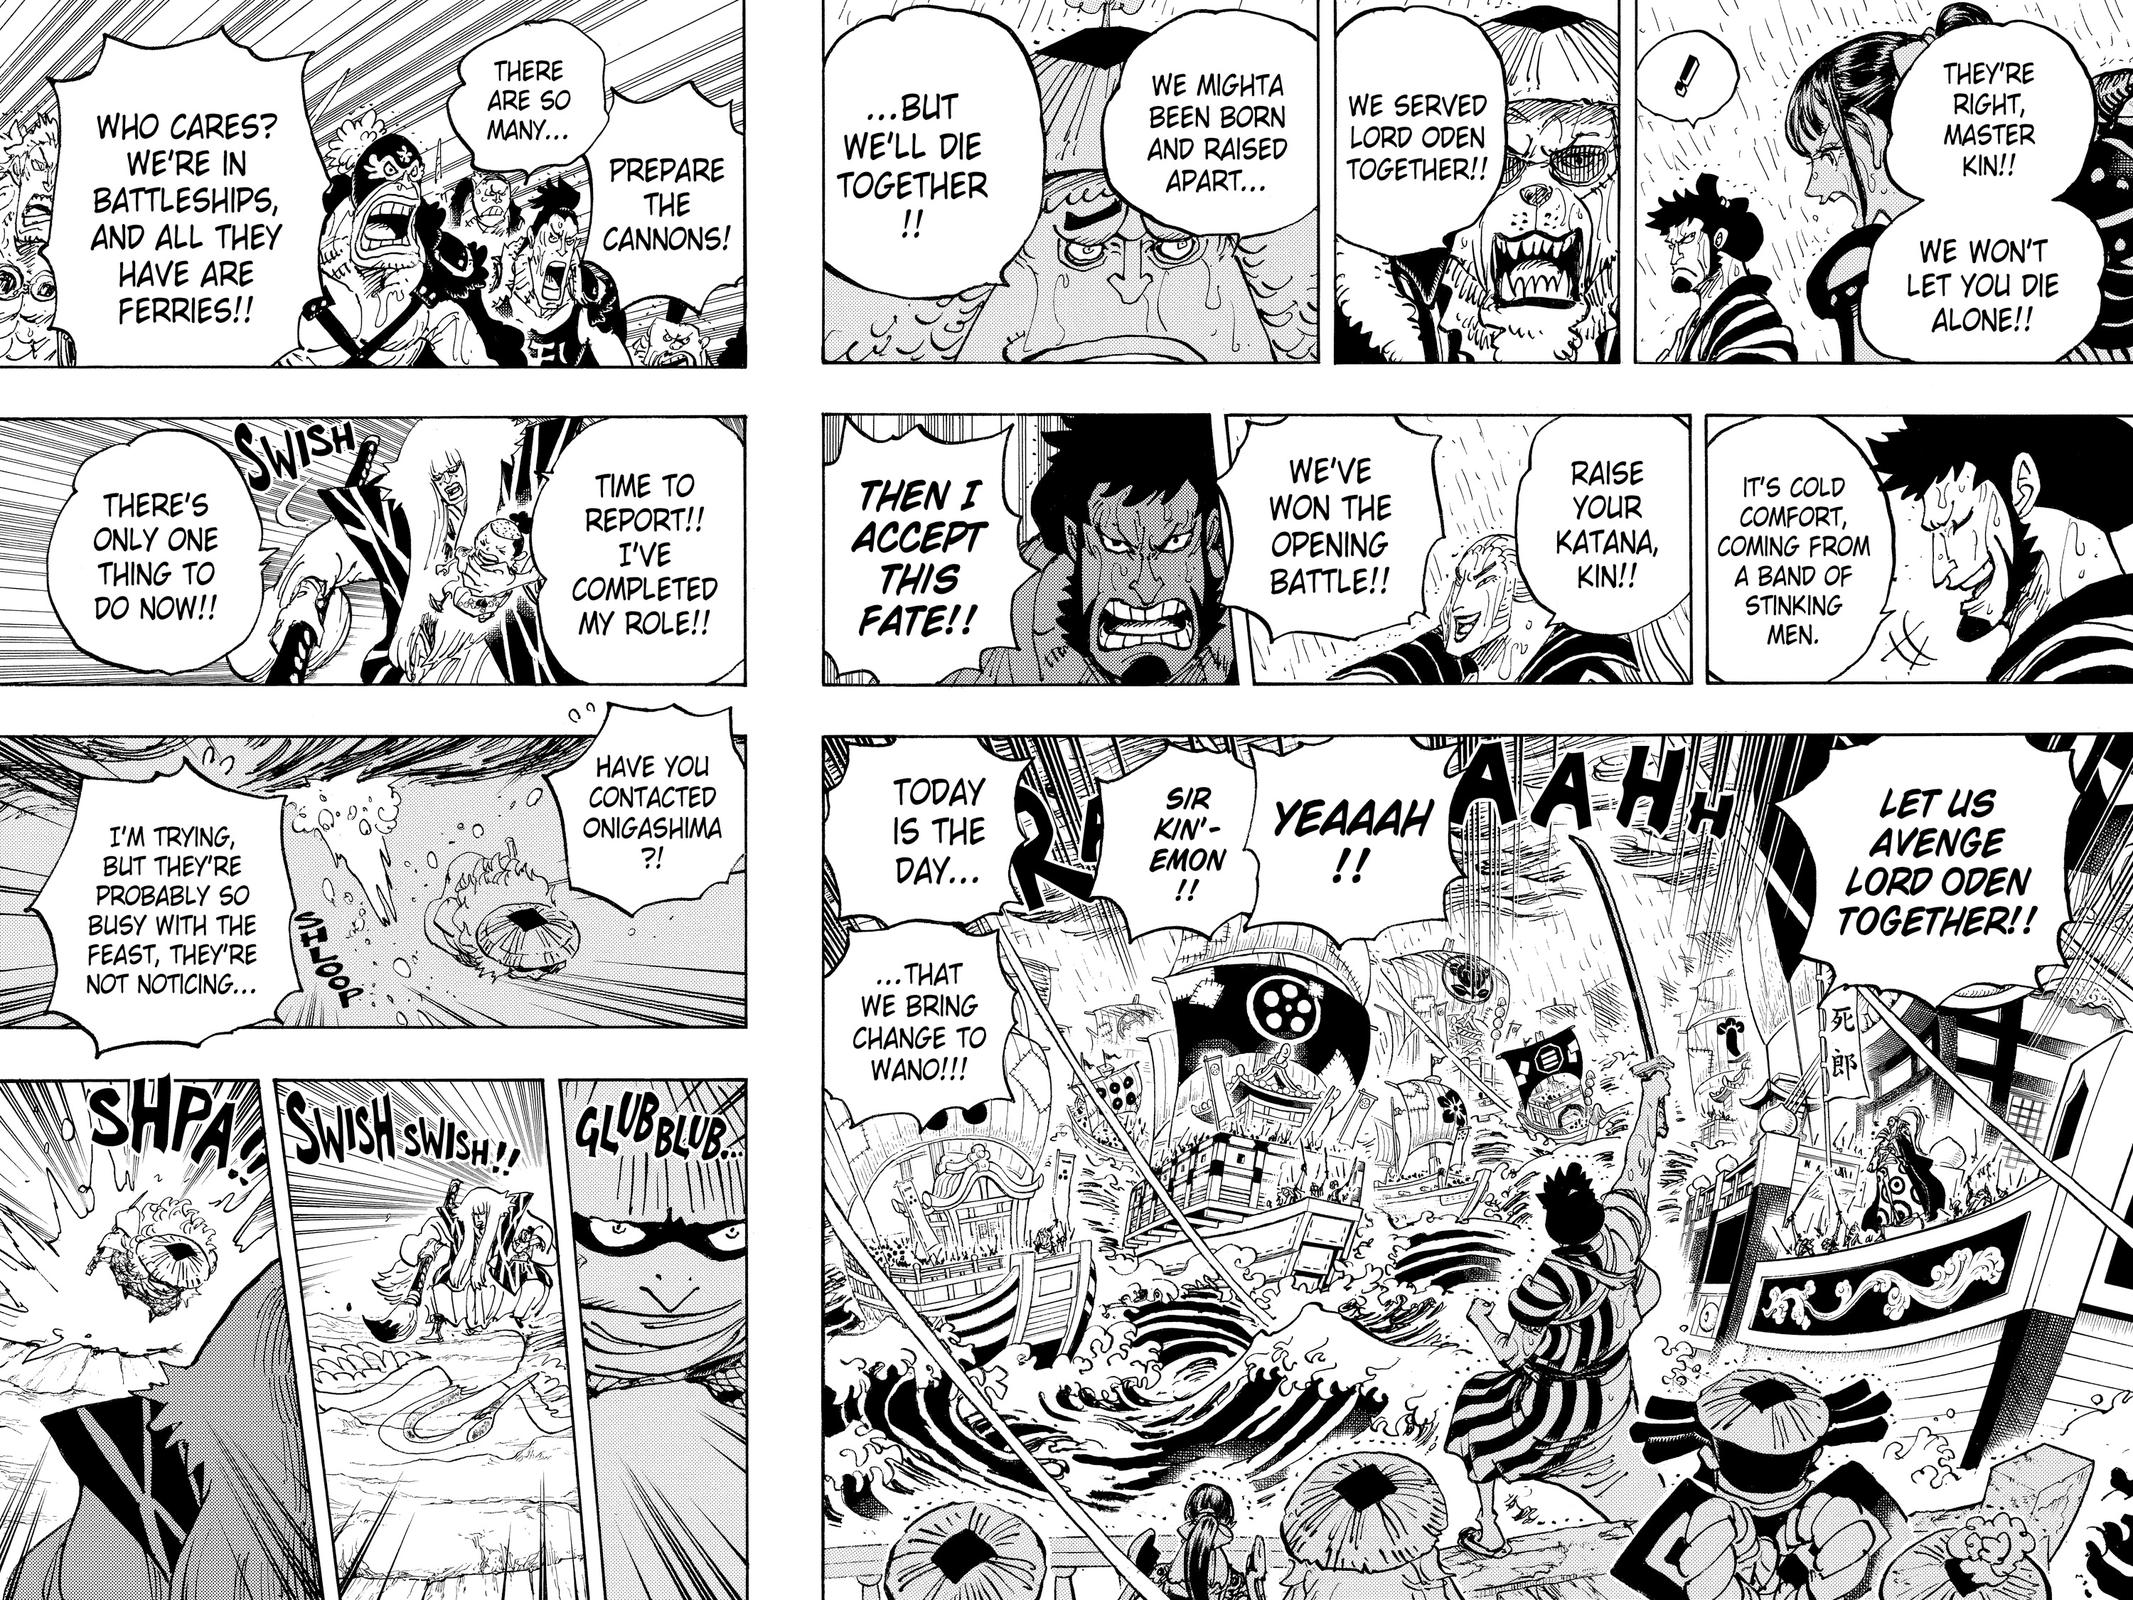 THEY'RE
RIGHT,
MASTER
KIN!!
WE WON'T
LET YOU DIE
ALONE!!
!
WE SERVED
LORD ODEN
TOGETHER!!
WE MIGHTA
BEEN BORN
AND RAISED
APART...
...BUT
WE'LL DIE
TOGETHER
!!
IT'S COLD
COMFORT,
COMING FROM
A BAND OF
STINKING
MEN.
RAISE
YOUR
KATANA,
KIN!!
WE'VE
WON THE
OPENING
BATTLE!!
THEN I
ACCEPT
THIS
FATE!!
LET US
AVENGE
LORD ODEN
TOGETHER!!
RAAAHH
YEAAAH
!!
SIR
KIN'-
EMON
!!
TODAY
IS THE
DAY...
...THAT
WE BRING
CHANGE TO
WANO!!!
死
郎
PREPARE
THE
CANNONS!
THERE
ARE SO
MANY...
WHO CARES?
WE'RE IN
BATTLESHIPS,
AND ALL THEY
HAVE ARE
FERRIES!!
TIME TO
REPORT!!
I'VE
COMPLETED
MY ROLE!!
SWISH
THERE'S
ONLY ONE
THING TO
DO NOW!!
HAVE YOU
CONTACTED
ONIGASHIMA
?!
SHLOOP
I'M TRYING,
BUT THEY'RE
PROBABLY SO
BUSY WITH THE
FEAST, THEY'RE
NOT NOTICING...
GLUB BLUB...
SWISH SWISH!!
SHPA!!